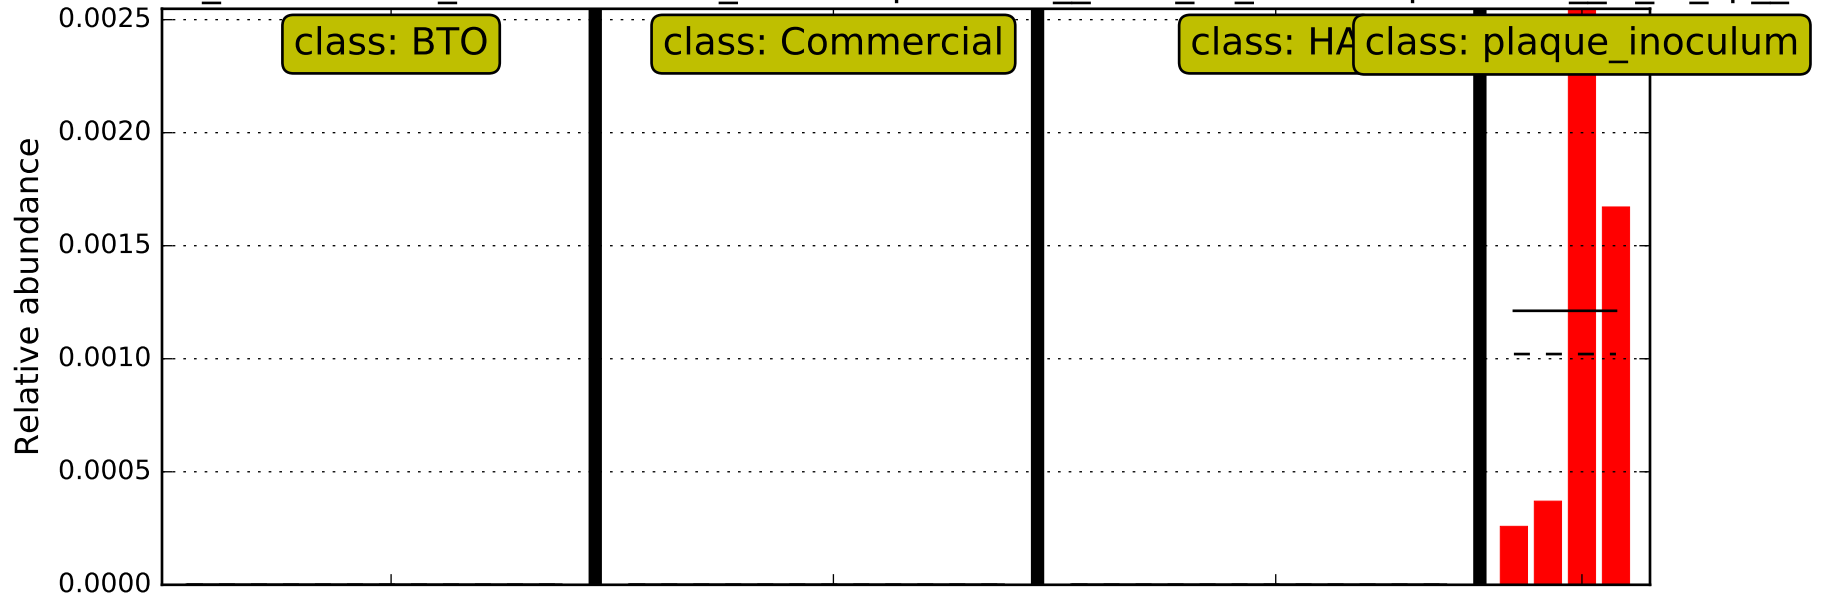 0.0025
class: BTO
class: Commercial
class: HA
class: plaque_inoculum
0.0020
0.0015
0.0010
0.0005
0.0000
Relative abundance